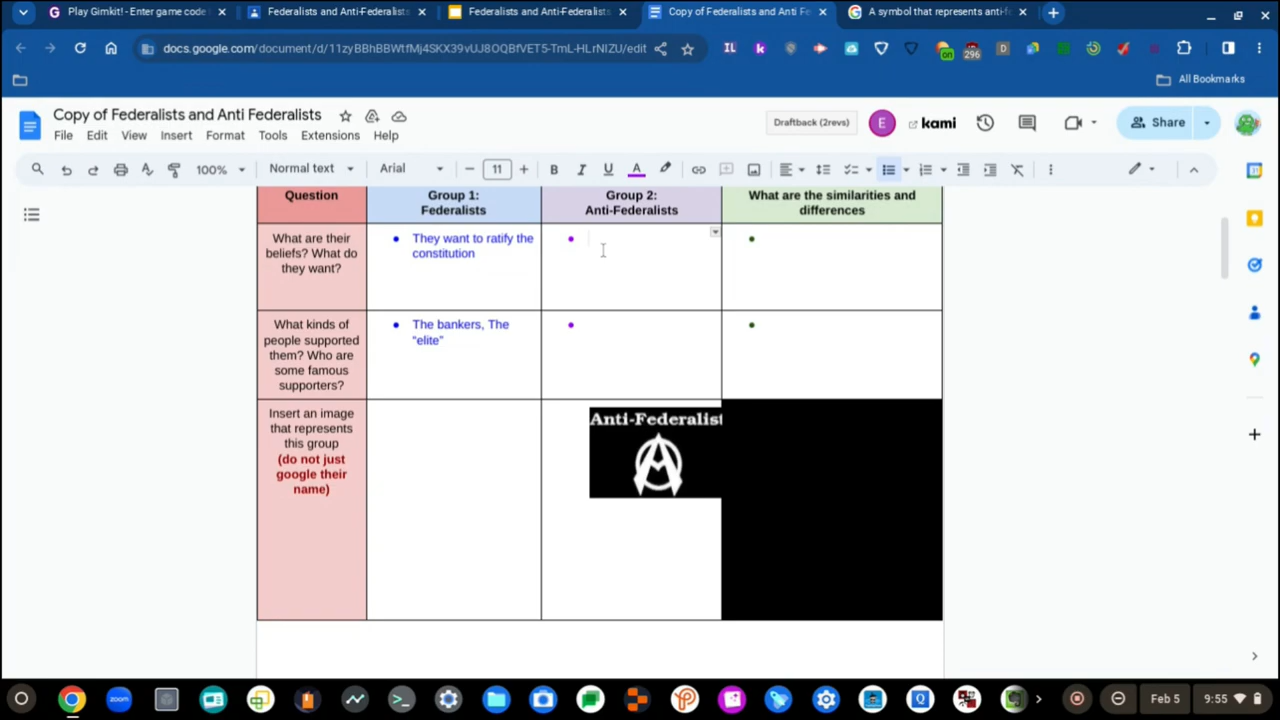 Play Gimkit! - Enter game code
Federalists and Anti-Federalists
Federalists and Anti-Federalists
Copy of Federalists and Anti Fe
A symbol that represents anti-f
docs.google.com/document/d/11zyBBhBBWtfMj4SKX39vUJ8OQBfVET5-TmL-HLrNIZU/edit
IL
k
on
296
D
All Bookmarks
Copy of Federalists and Anti Federalists
File Edit View Insert Format Tools Extensions Help
Draftback (2revs)
E
kami
Share
100%
Normal text
Arial
11
B I U A
Question
Group 1:
Federalists
Group 2:
Anti-Federalists
What are the similarities and
differences
What are their
beliefs? What do
they want?
They want to ratify the
constitution
What kinds of
people supported
them? Who are
some famous
supporters?
The bankers, The
“elite”
Insert an image
that represents
this group
(do not just
google their
name)
Anti-Federalist
zoom
Feb 5
9:55